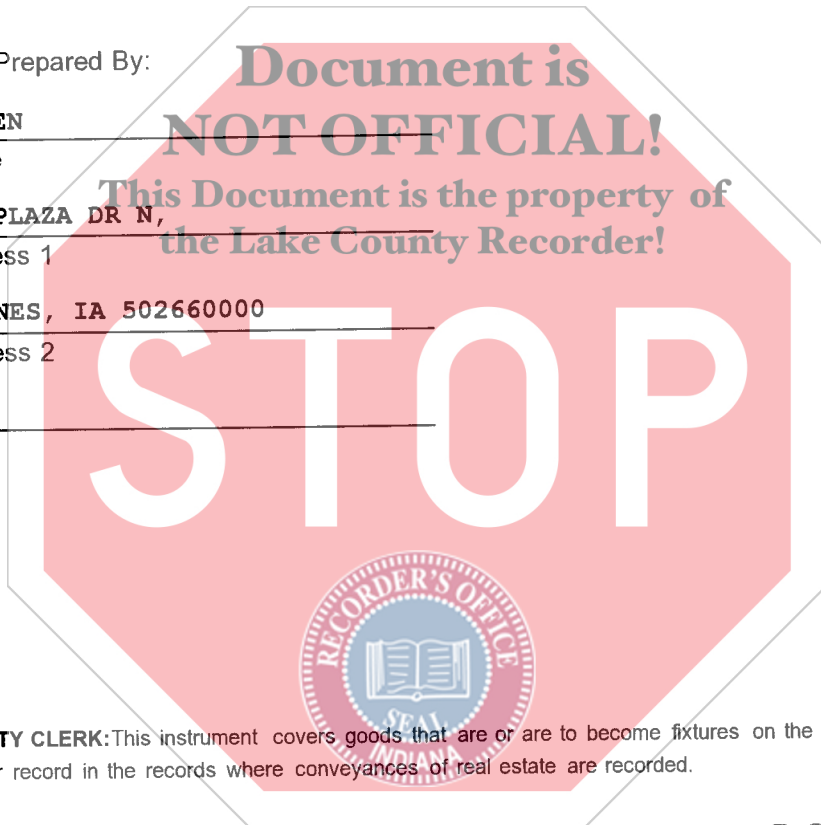 Prepared By:
Document is
EN
NOT OFFICIAL!
This Document is the property of
PLAZA DR N,
the Lake County Recorder!
ess 1
NES, IA 502660000
ess 2
STOP
RECORDER'S OFFICE
SEAL
INDIANA
TY CLERK:This instrument covers goods that are or are to become fixtures on the
r record in the records where conveyances of real estate are recorded.